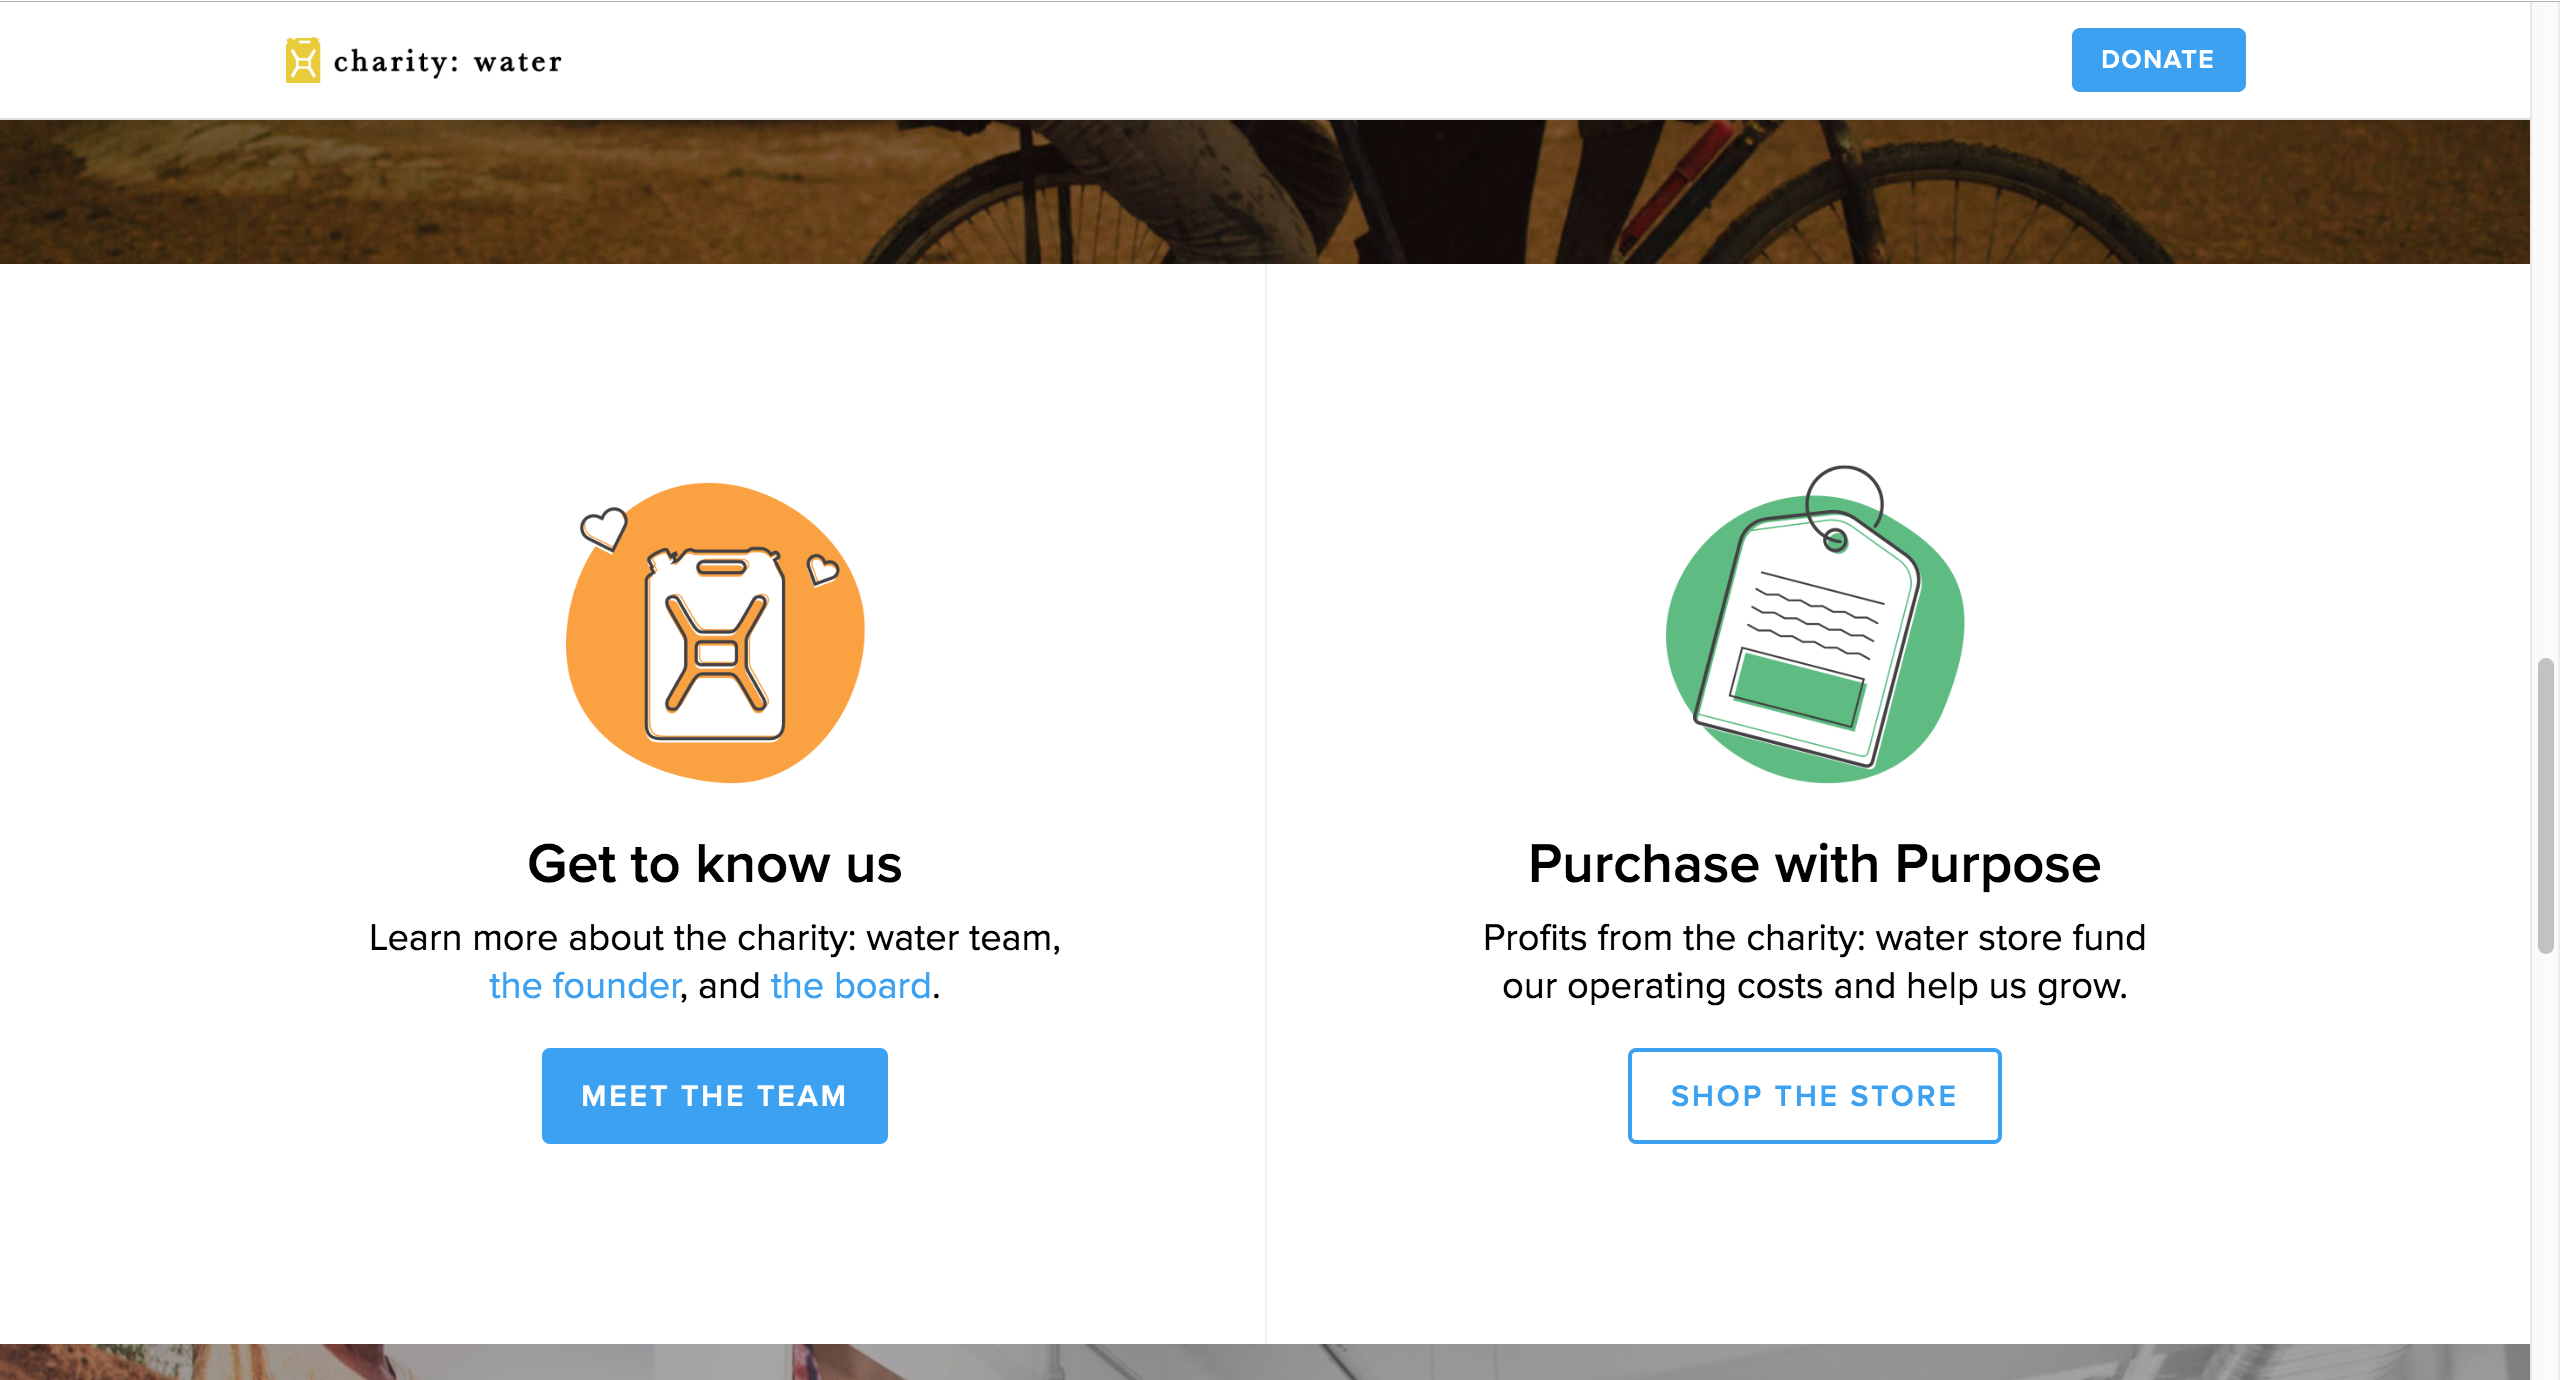 charity: water
DONATE
Get to know us
Learn more about the charity: water team,
the founder, and the board.
MEET THE TEAM
Purchase with Purpose
Profits from the charity: water store fund
our operating costs and help us grow.
SHOP THE STORE